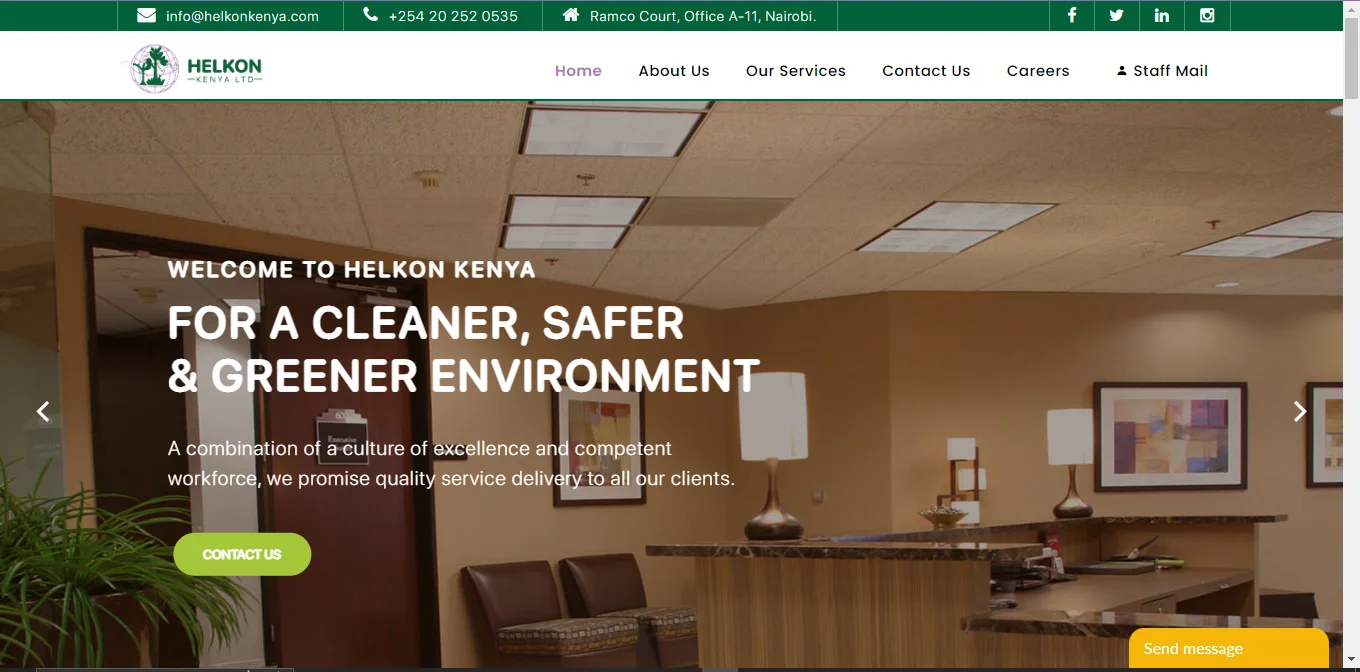 info@helkonkenya.com
+254 20 252 0535
Ramco Court, Office A-11, Nairobi.
HELKON
KENYA LTD
Home
About Us
Our Services
Contact Us
Careers
Staff Mail
WELCOME TO HELKON KENYA
FOR A CLEANER, SAFER
& GREENER ENVIRONMENT
600
Executive
A combination of a culture of excellence and competent
workforce, we promise quality service delivery to all our clients.
CONTACT US
Send message